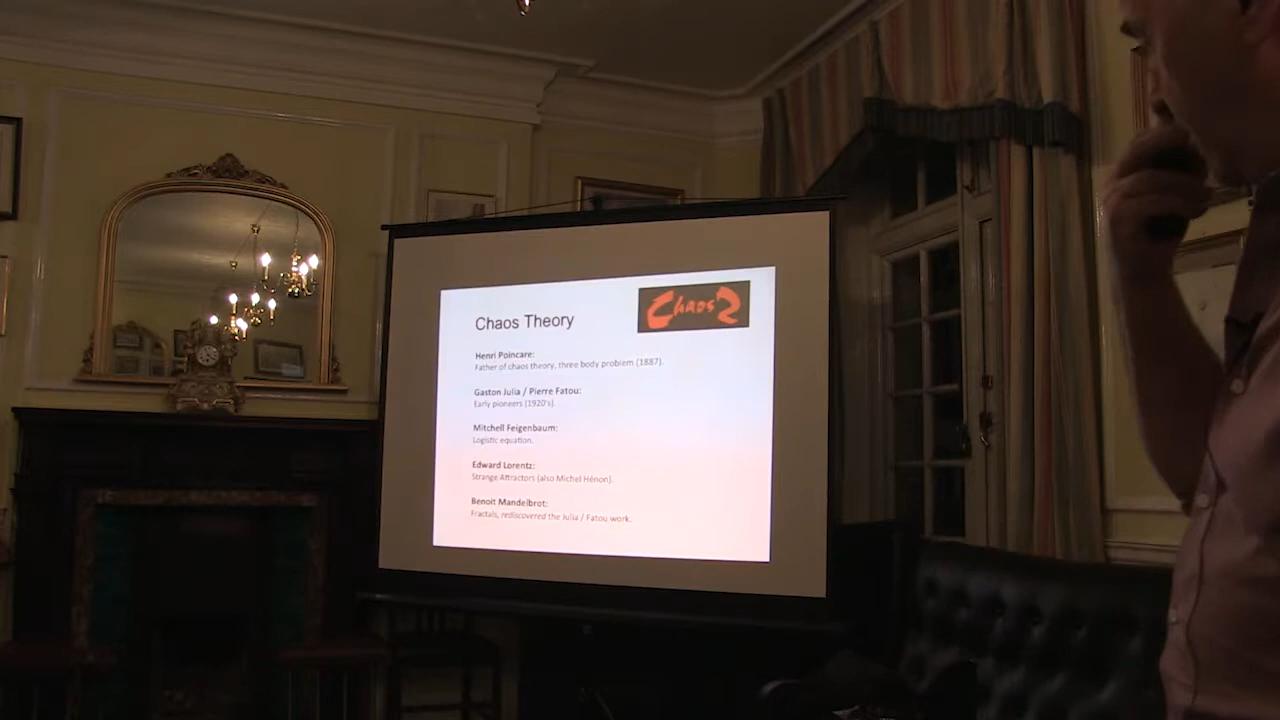 Chaos
Chaos Theory
Henri Poincare:
Father of chaos theory, three body problem (1887).
Gaston Julia / Pierre Fatou:
Early pioneers (1920's).
Mitchell Feigenbaum:
Logistic equation.
Edward Lorentz:
Strange Attractors (also Michel Hénon).
Benoit Mandelbrot:
Fractals, rediscovered the Julia / Fatou work.